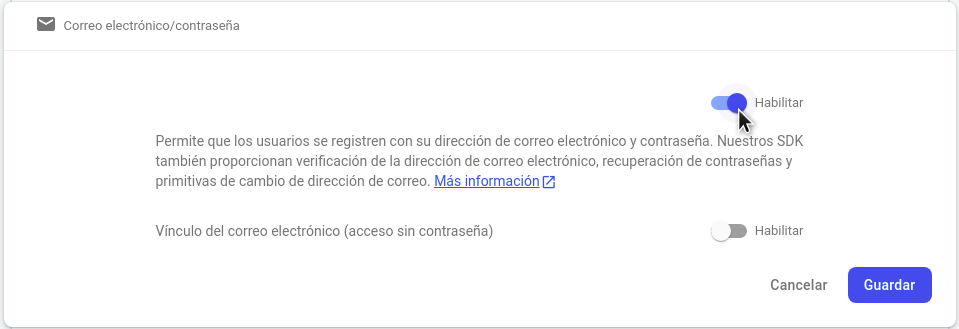 Correo electrónico/contraseña
Habilitar
Permite que los usuarios se registren con su dirección de correo electrónico y contraseña. Nuestros SDK
también proporcionan verificación de la dirección de correo electrónico, recuperación de contraseñas y
primitivas de cambio de dirección de correo. Más información
Vínculo del correo electrónico (acceso sin contraseña)
Habilitar
Cancelar
Guardar